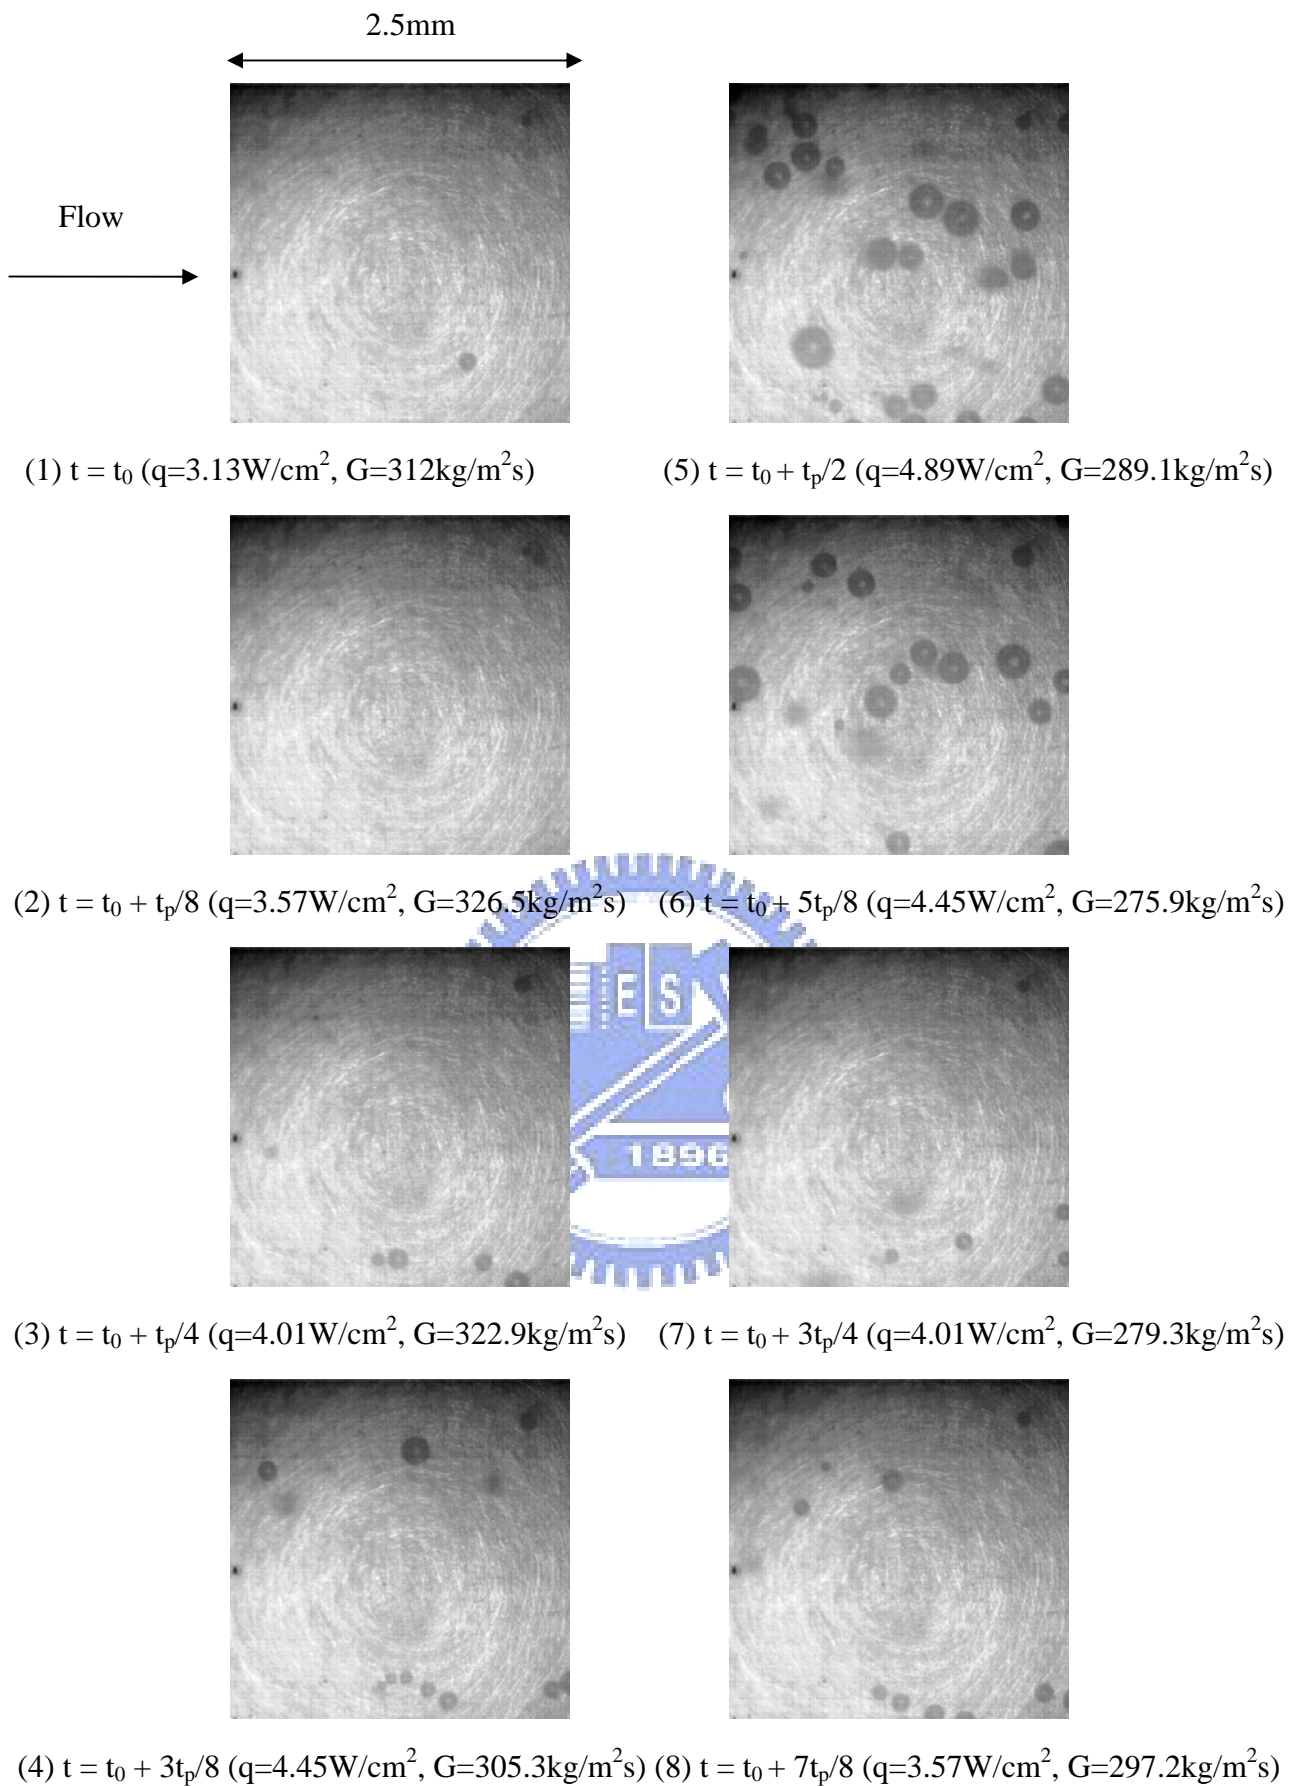 2.5mm
Flow
(1) t = t₀ (q=3.13W/cm², G=312kg/m²s)
(5) t = t₀ + tₚ/2 (q=4.89W/cm², G=289.1kg/m²s)
(2) t = t₀ + tₚ/8 (q=3.57W/cm², G=326.5kg/m²s)
(6) t = t₀ + 5tₚ/8 (q=4.45W/cm², G=275.9kg/m²s)
E S
1896
(3) t = t₀ + tₚ/4 (q=4.01W/cm², G=322.9kg/m²s)
(7) t = t₀ + 3tₚ/4 (q=4.01W/cm², G=279.3kg/m²s)
(4) t = t₀ + 3tₚ/8 (q=4.45W/cm², G=305.3kg/m²s)
(8) t = t₀ + 7tₚ/8 (q=3.57W/cm², G=297.2kg/m²s)